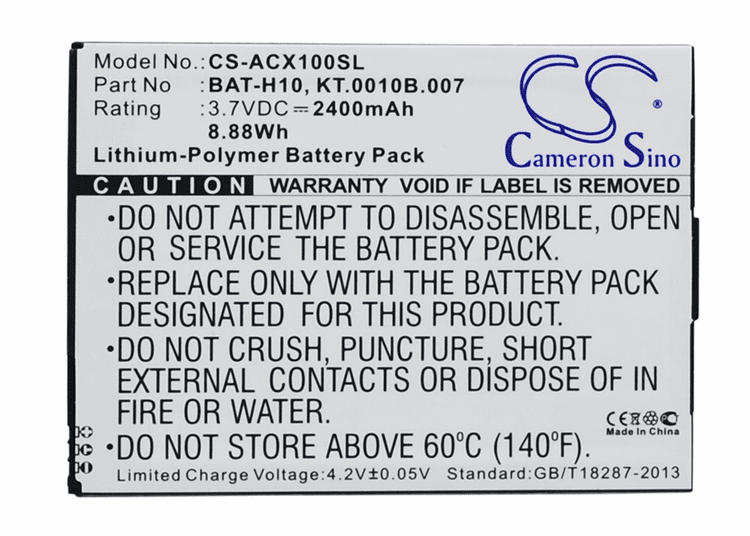 Model No.: CS-ACX100SL
Part No.: BAT-H10, KT.0010B.007
Rating: 3.7VDC⎓2400mAh
8.88Wh
Lithium-Polymer Battery Pack
CS
®
Cameron Sino
CAUTION WARRANTY VOID IF LABEL IS REMOVED
•DO NOT ATTEMPT TO DISASSEMBLE, OPEN
OR SERVICE THE BATTERY PACK.
•REPLACE ONLY WITH THE BATTERY PACK
DESIGNATED FOR THIS PRODUCT.
•DO NOT CRUSH, PUNCTURE, SHORT
EXTERNAL CONTACTS OR DISPOSE OF IN
FIRE OR WATER.
•DO NOT STORE ABOVE 60°C (140°F).
CE
Made In China
Limited Charge Voltage:4.2V±0.05V Standard:GB/T18287-2013